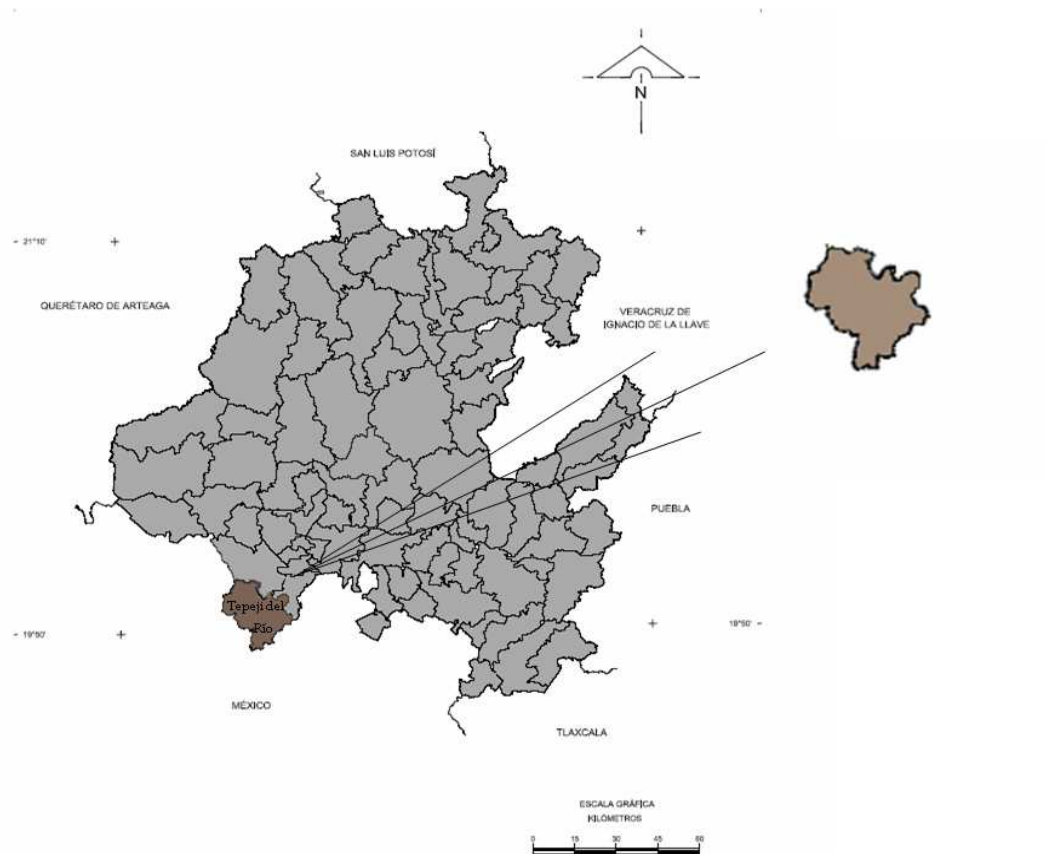 N
SAN LUIS POTOSÍ
21°10'
QUERÉTARO DE ARTEAGA
VERACRUZ DE
IGNACIO DE LA LLAVE
PUEBLA
Tepeji del
Río
19°50'
19°50'
MÉXICO
TLAXCALA
ESCALA GRÁFICA
KILÓMETROS
0 15 30 45 60